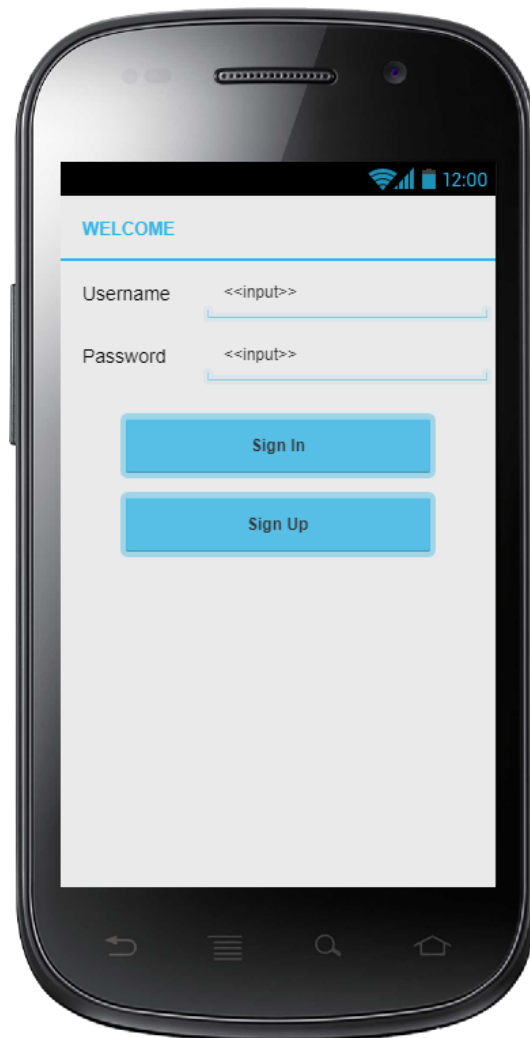 12:00
WELCOME
Username <<input>>
Password <<input>>
Sign In
Sign Up